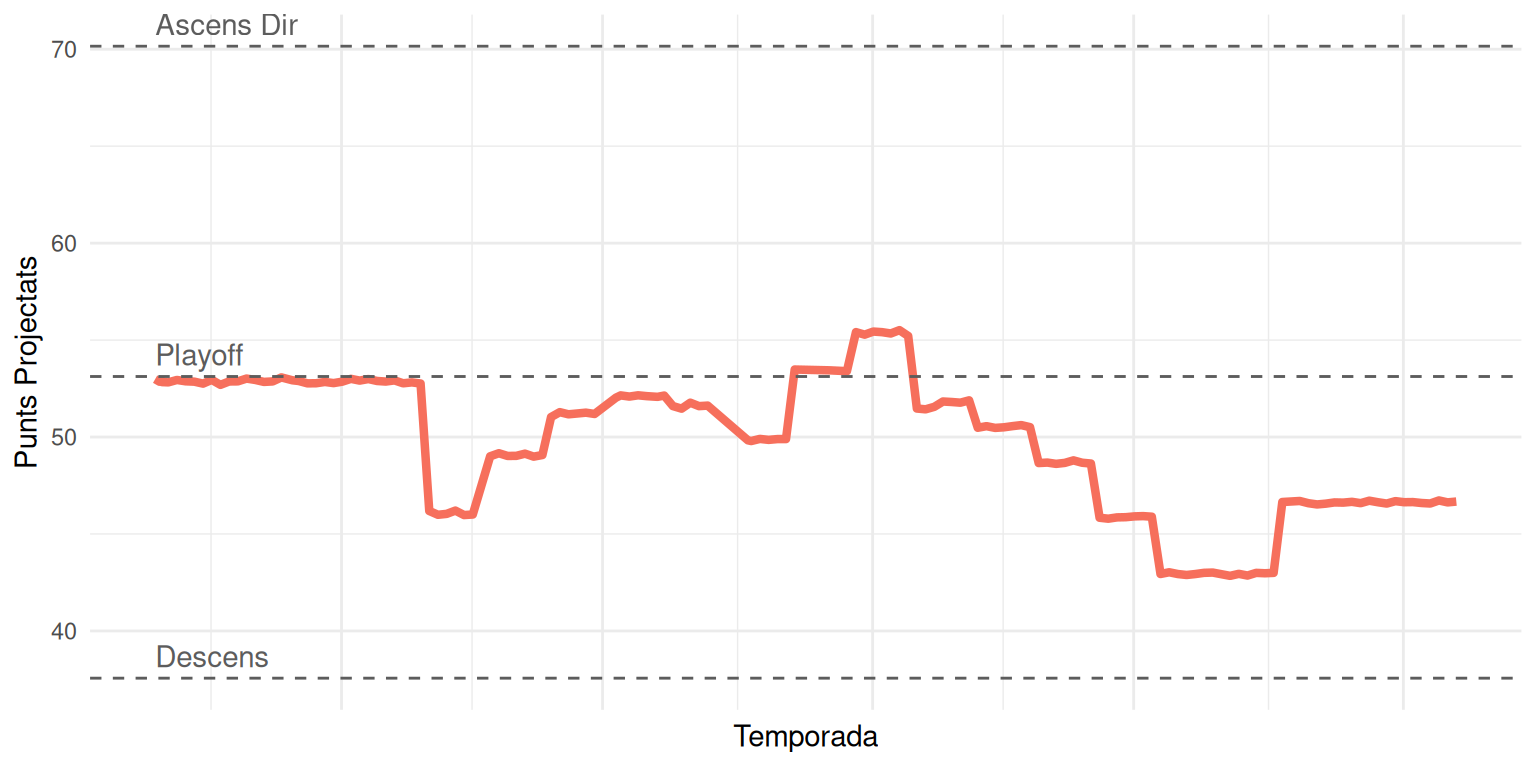 Ascens Dir
70
60
Punts Projectats
Playoff
50
40
Descens
Temporada